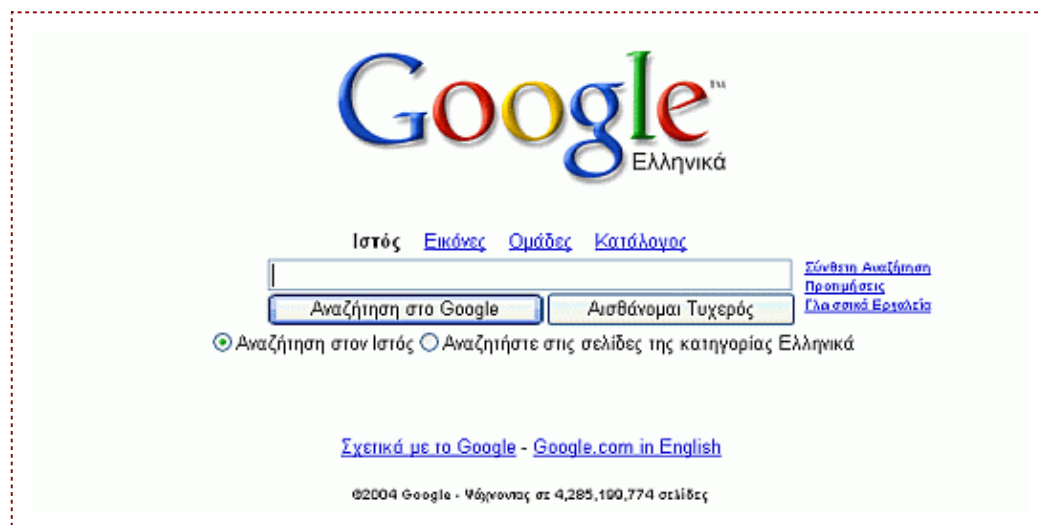 Google™
Ελληνικά
Ιστός Εικόνες Ομάδες Κατάλογος
Σύνθετη Αναζήτηση
Προτιμήσεις
Γλωσσικά Εργαλεία
Αναζήτηση στο Google Αισθάνομαι Τυχερός
Αναζήτηση στον Ιστό Αναζητήστε στις σελίδες της κατηγορίας Ελληνικά
Σχετικά με το Google - Google.com in English
©2004 Google - Ψάχνοντας σε 4,285,199,774 σελίδες